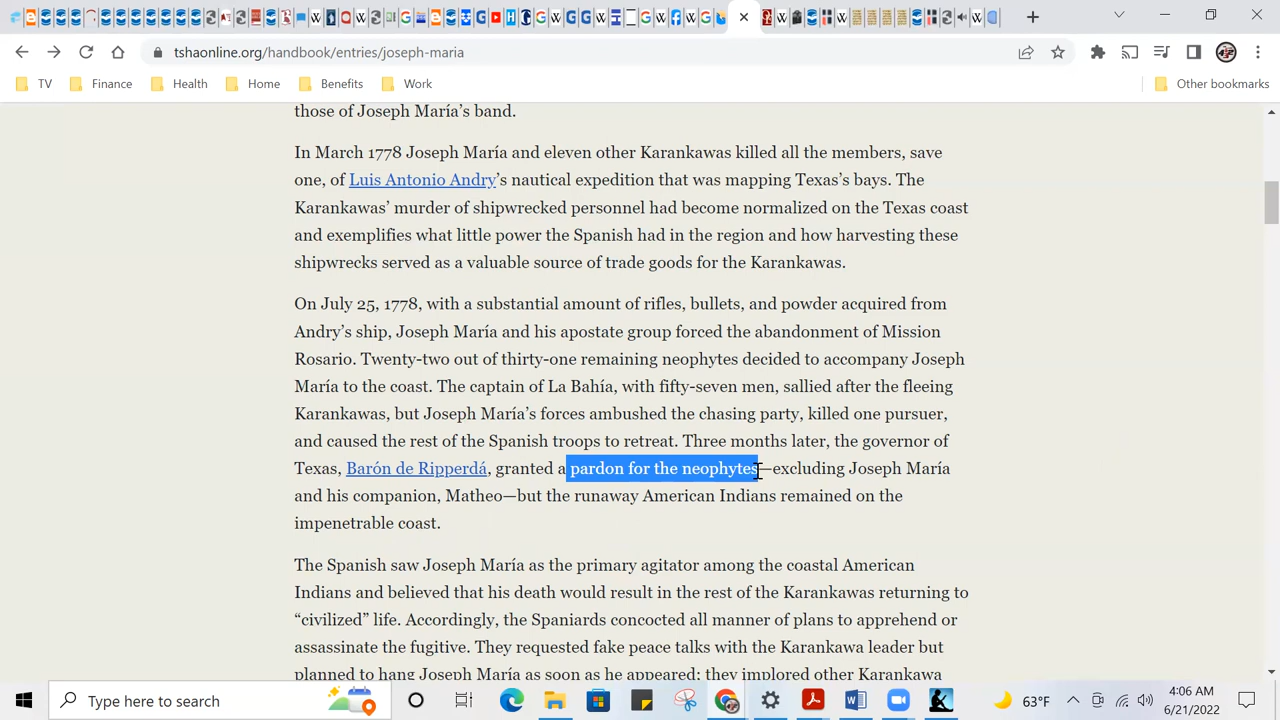 tshaonline.org/handbook/entries/joseph-maria
TV Finance Health Home Benefits Work Other bookmarks
those of Joseph María's band.
In March 1778 Joseph María and eleven other Karankawas killed all the members, save
one, of Luis Antonio Andry's nautical expedition that was mapping Texas's bays. The
Karankawas' murder of shipwrecked personnel had become normalized on the Texas coast
and exemplifies what little power the Spanish had in the region and how harvesting these
shipwrecks served as a valuable source of trade goods for the Karankawas.
On July 25, 1778, with a substantial amount of rifles, bullets, and powder acquired from
Andry's ship, Joseph María and his apostate group forced the abandonment of Mission
Rosario. Twenty-two out of thirty-one remaining neophytes decided to accompany Joseph
María to the coast. The captain of La Bahía, with fifty-seven men, sallied after the fleeing
Karankawas, but Joseph María's forces ambushed the chasing party, killed one pursuer,
and caused the rest of the Spanish troops to retreat. Three months later, the governor of
Texas, Barón de Ripperdá, granted a pardon for the neophytes—excluding Joseph María
and his companion, Matheo—but the runaway American Indians remained on the
impenetrable coast.
The Spanish saw Joseph María as the primary agitator among the coastal American
Indians and believed that his death would result in the rest of the Karankawas returning to
“civilized” life. Accordingly, the Spaniards concocted all manner of plans to apprehend or
assassinate the fugitive. They requested fake peace talks with the Karankawa leader but
planned to hang Joseph María as soon as he appeared; they implored other Karankawa
Type here to search
63°F
4:06 AM
6/21/2022